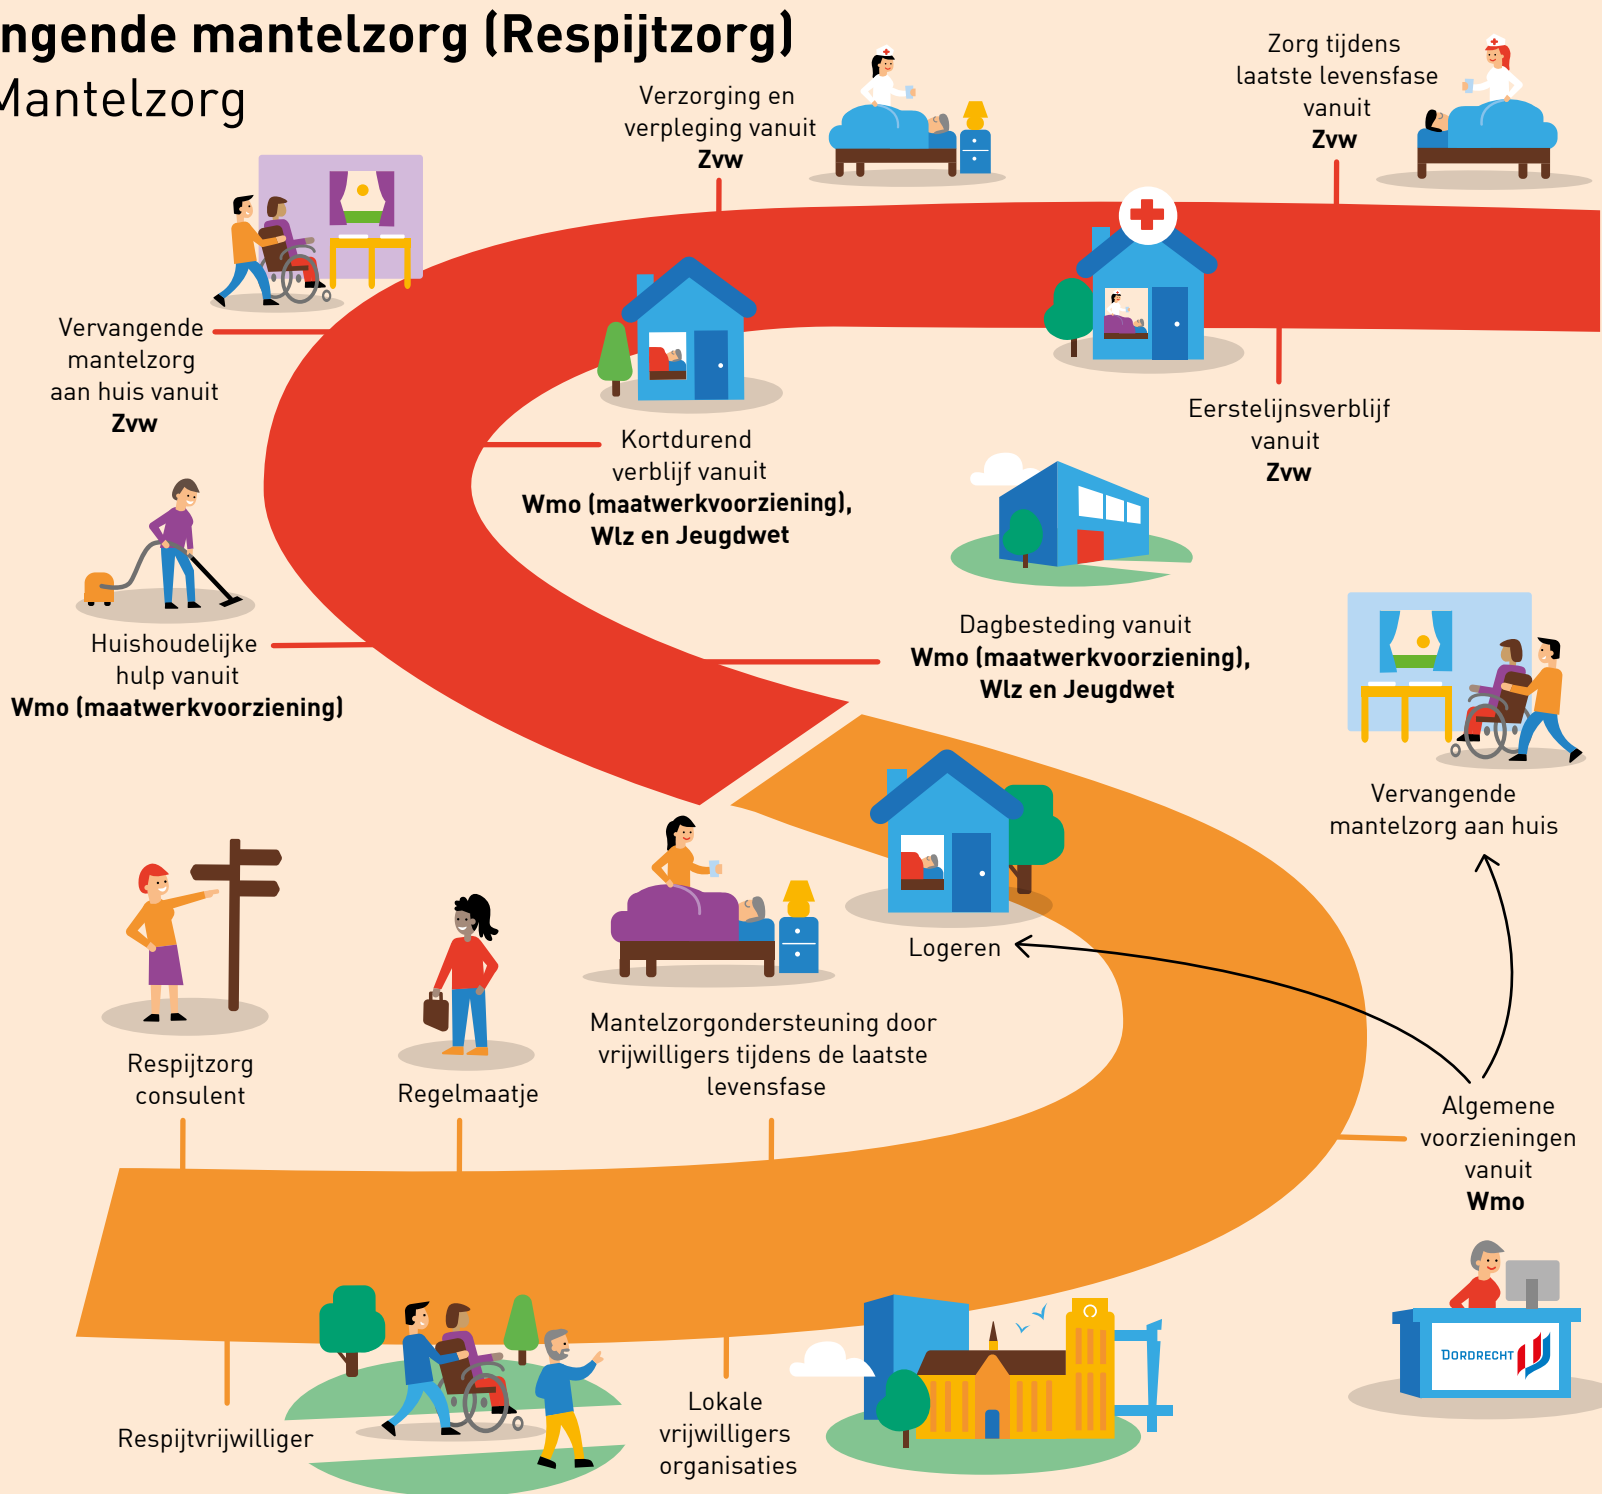 ngende mantelzorg (Respijtzorg)
Mantelzorg
Verzorging en
verpleging vanuit
Zvw
Zorg tijdens
laatste levensfase
vanuit
Zvw
Vervangende
mantelzorg
aan huis vanuit
Zvw
Kortdurend
verblijf vanuit
Wmo (maatwerkvoorziening),
Wlz en Jeugdwet
Eerstelijnsverblijf
vanuit
Zvw
Huishoudelijke
hulp vanuit
Wmo (maatwerkvoorziening)
Dagbesteding vanuit
Wmo (maatwerkvoorziening),
Wlz en Jeugdwet
Vervangende
mantelzorg aan huis
Logeren
Respijtzorg
consulent
Regelmaatje
Mantelzorgondersteuning door
vrijwilligers tijdens de laatste
levensfase
Algemene
voorzieningen
vanuit
Wmo
Respijtvrijwilliger
Lokale
vrijwilligers
organisaties
DORDRECHT